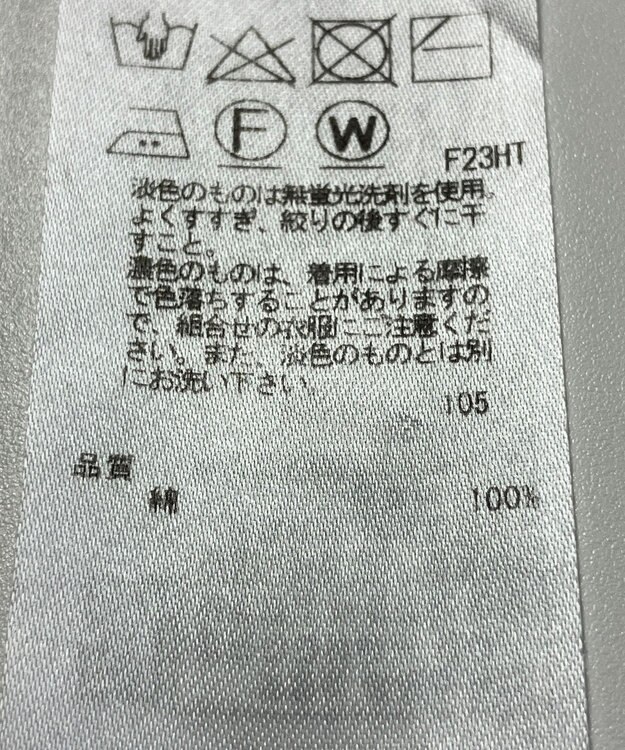 F W
F23HT
淡色のものは無蛍光洗剤を使用。
よくすすぎ、絞りの後すぐに干
すこと。
濃色のものは、着用による摩擦
で色落ちすることがありますの
で、組合せの衣服にご注意くだ
さい。また、淡色のものとは別
にお洗い下さい。
105
品質
綿 100%